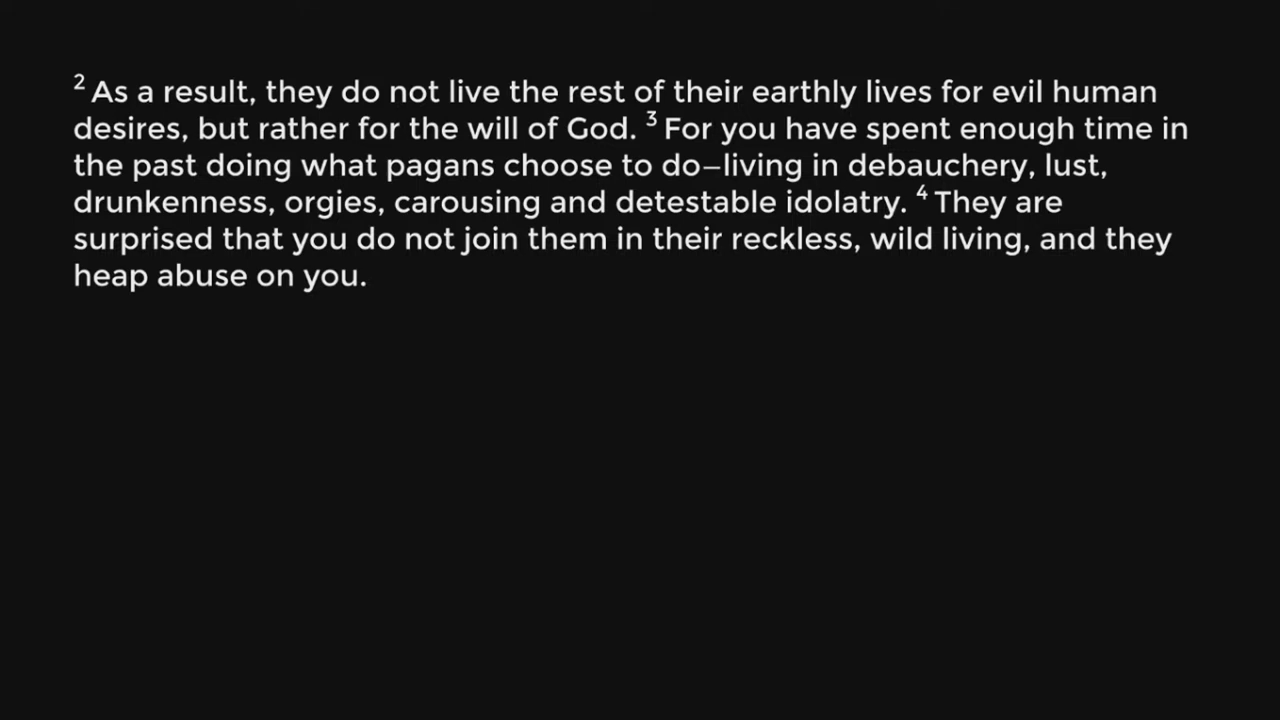 ² As a result, they do not live the rest of their earthly lives for evil human
desires, but rather for the will of God. ³ For you have spent enough time in
the past doing what pagans choose to do—living in debauchery, lust,
drunkenness, orgies, carousing and detestable idolatry. ⁴ They are
surprised that you do not join them in their reckless, wild living, and they
heap abuse on you.